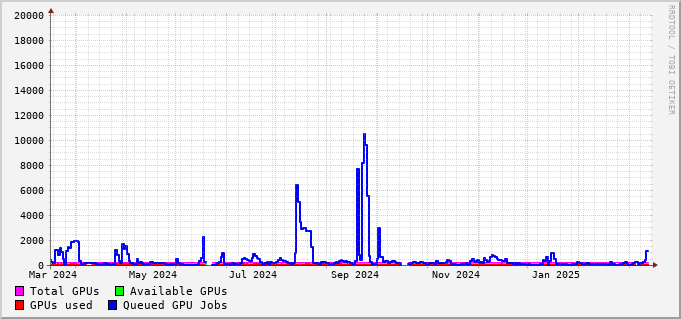 20000
18000
16000
14000
12000
10000
8000
6000
4000
2000
0
Mar 2024 May 2024 Jul 2024 Sep 2024 Nov 2024 Jan 2025
Total GPUs Available GPUs
GPUs used Queued GPU Jobs
RRDTOOL / TOBI OETIKER